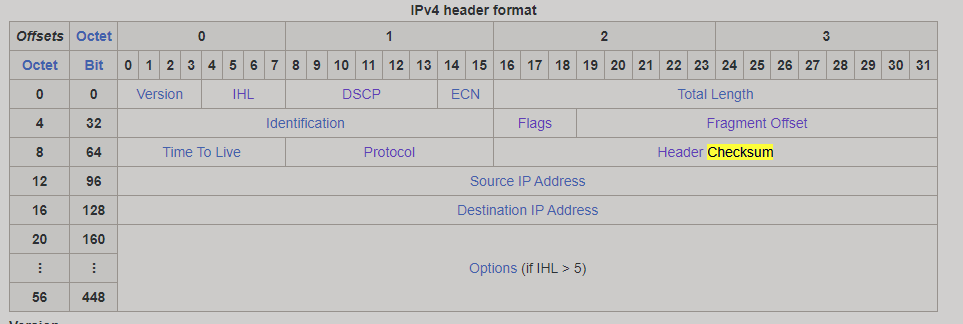 IPv4 header format
Offsets Octet 0 1 2 3
Octet Bit 0 1 2 3 4 5 6 7 8 9 10 11 12 13 14 15 16 17 18 19 20 21 22 23 24 25 26 27 28 29 30 31
0 0 Version IHL DSCP ECN Total Length
4 32 Identification Flags Fragment Offset
8 64 Time To Live Protocol Header Checksum
12 96 Source IP Address
16 128 Destination IP Address
20 160
⋮ ⋮ Options (if IHL > 5)
56 448
Version